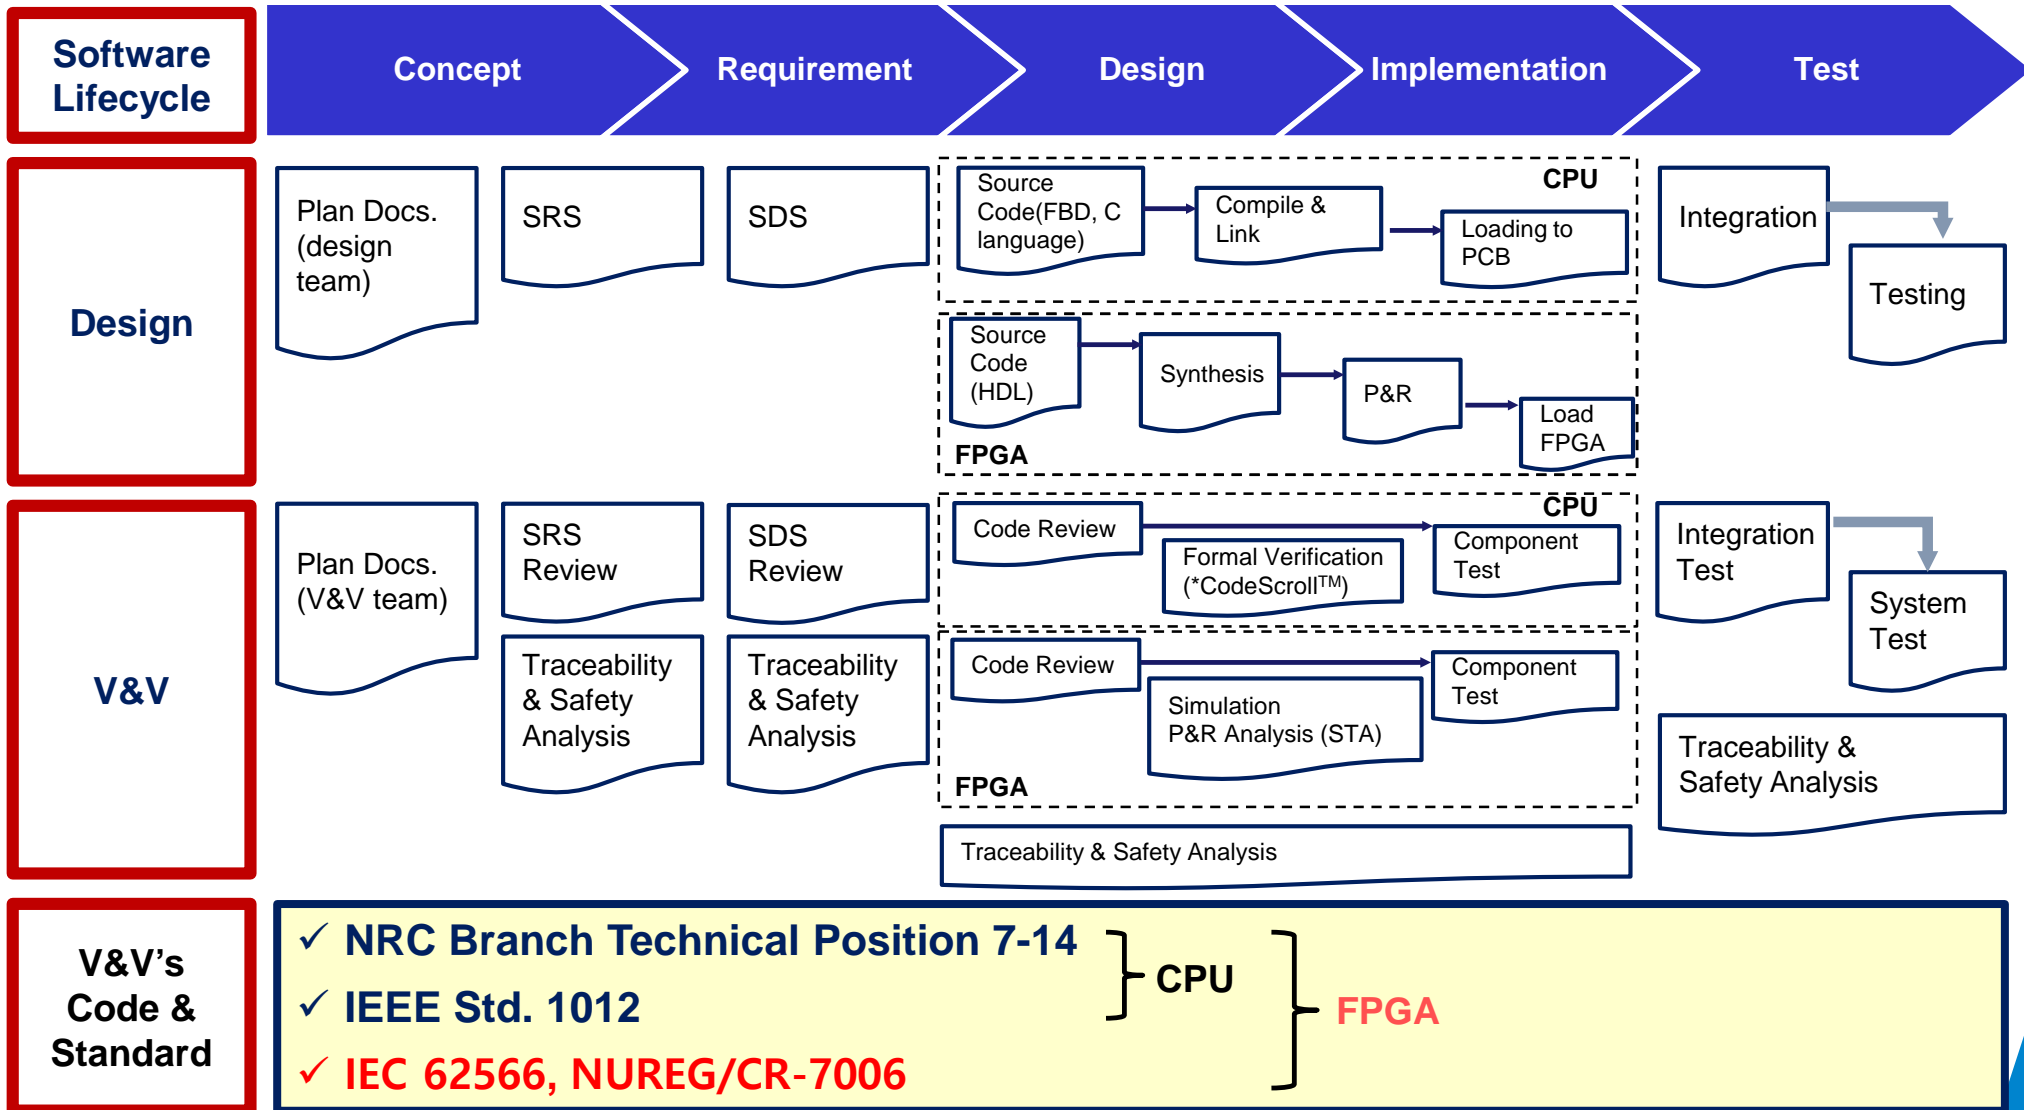 Software
Lifecycle
Concept
Requirement
Design
Implementation
Test
Design
Plan Docs.
(design
team)
SRS
SDS
CPU
Source
Code(FBD, C
language)
Compile &
Link
Loading to
PCB
Source
Code
(HDL)
Synthesis
P&R
Load
FPGA
FPGA
Integration
Testing
V&V
Plan Docs.
(V&V team)
SRS
Review
Traceability
& Safety
Analysis
SDS
Review
Traceability
& Safety
Analysis
CPU
Code Review
Formal Verification
(*CodeScroll™)
Component
Test
Code Review
Simulation
P&R Analysis (STA)
Component
Test
FPGA
Traceability & Safety Analysis
Integration
Test
System
Test
Traceability &
Safety Analysis
V&V’s
Code &
Standard
✓ NRC Branch Technical Position 7-14
✓ IEEE Std. 1012
✓ IEC 62566, NUREG/CR-7006
CPU
FPGA